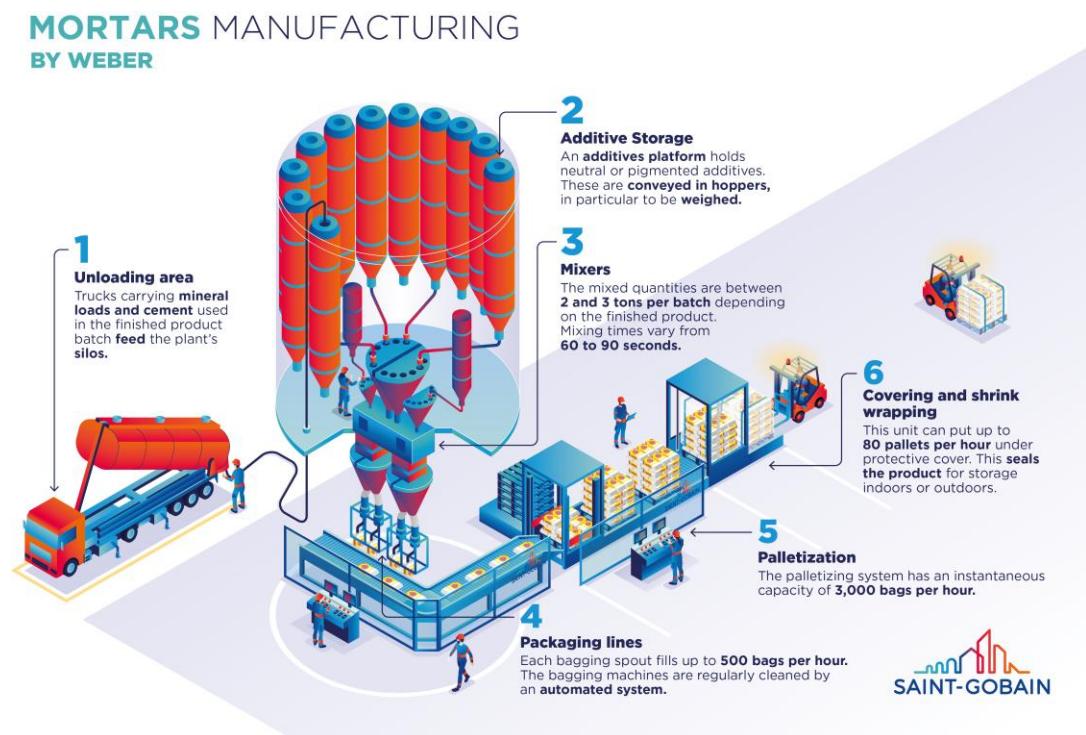 MORTARS MANUFACTURING
BY WEBER
1
Unloading area
Trucks carrying mineral
loads and cement used
in the finished product
batch feed the plant's
silos.
2
Additive Storage
An additives platform holds
neutral or pigmented additives.
These are conveyed in hoppers,
in particular to be weighed.
3
Mixers
The mixed quantities are between
2 and 3 tons per batch depending
on the finished product.
Mixing times vary from
60 to 90 seconds.
4
Packaging lines
Each bagging spout fills up to 500 bags per hour.
The bagging machines are regularly cleaned by
an automated system.
5
Palletization
The palletizing system has an instantaneous
capacity of 3,000 bags per hour.
6
Covering and shrink
wrapping
This unit can put up to
80 pallets per hour under
protective cover. This seals
the product for storage
indoors or outdoors.
SAINT-GOBAIN
SAINT-GOBAIN